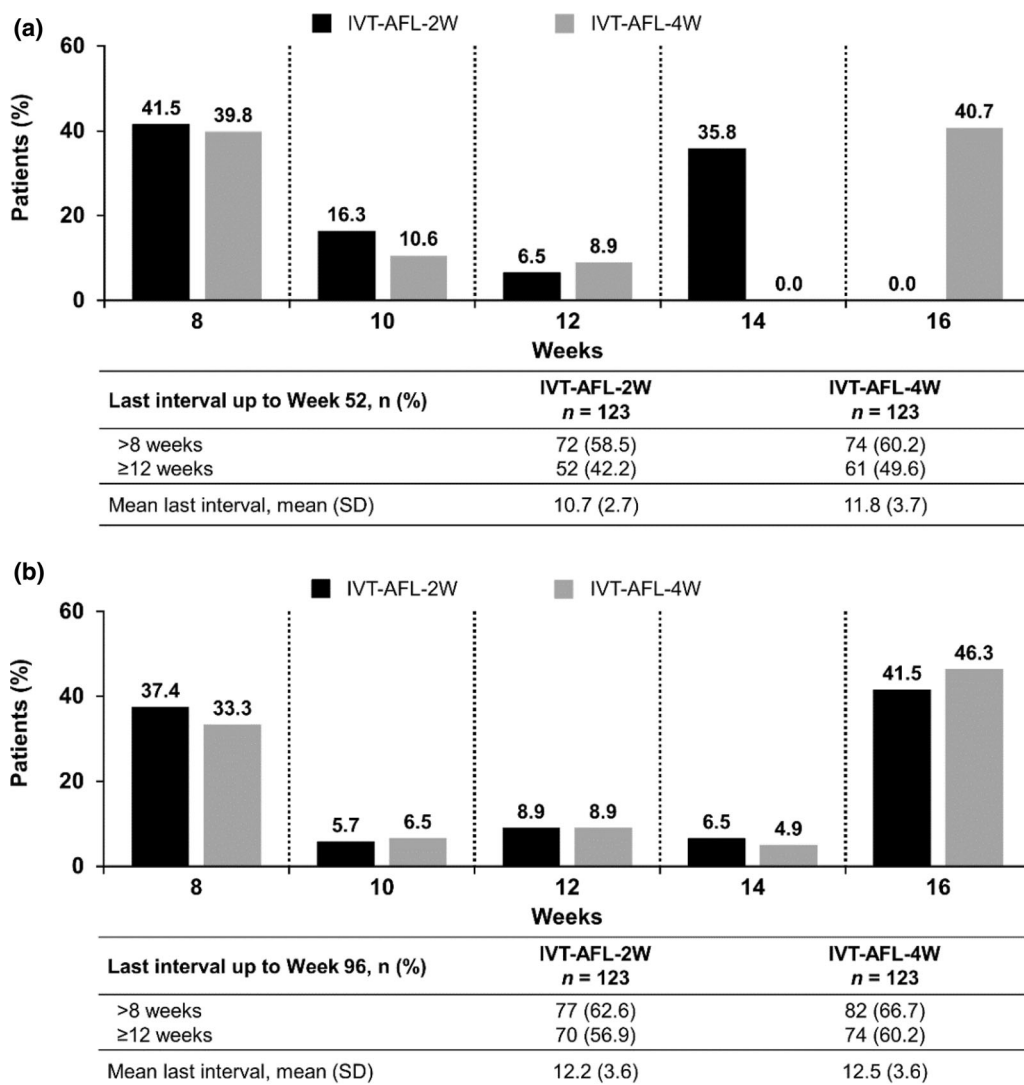 (a)
IVT-AFL-2W IVT-AFL-4W
Patients (%)
60
40
20
0
41.5 39.8
16.3 10.6
6.5 8.9
35.8 0.0
0.0 40.7
8 10 12 14 16
Weeks
Last interval up to Week 52, n (%) IVT-AFL-2W n = 123 IVT-AFL-4W n = 123
>8 weeks 72 (58.5) 74 (60.2)
≥12 weeks 52 (42.2) 61 (49.6)
Mean last interval, mean (SD) 10.7 (2.7) 11.8 (3.7)
(b)
IVT-AFL-2W IVT-AFL-4W
Patients (%)
60
40
20
0
37.4 33.3
5.7 6.5
8.9 8.9
6.5 4.9
41.5 46.3
8 10 12 14 16
Weeks
Last interval up to Week 96, n (%) IVT-AFL-2W n = 123 IVT-AFL-4W n = 123
>8 weeks 77 (62.6) 82 (66.7)
≥12 weeks 70 (56.9) 74 (60.2)
Mean last interval, mean (SD) 12.2 (3.6) 12.5 (3.6)